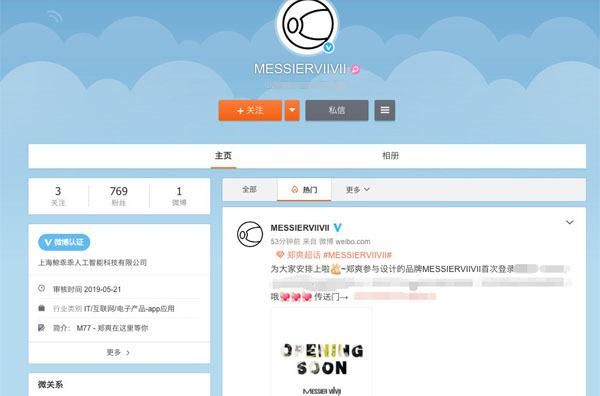 MESSIERVIIVII
+ 关注
私信
主页
相册
3
769
1
关注
粉丝
微博
全部
热门
更多
微博认证
上海鲸乖乖人工智能科技有限公司
审核时间 2019-05-21
行业类别 IT/互联网/电子产品-app应用
简介： M77 - 郑爽在这里等你
更多 >
微关系
MESSIERVIIVII
53分钟前 来自 微博 weibo.com
郑爽超话 #MESSIERVIIVII#
为大家安排上啦~郑爽参与设计的品牌MESSIERVIIVII首次登录
哦 传送门→
OPENING
SOON
MESSIER VIIVII